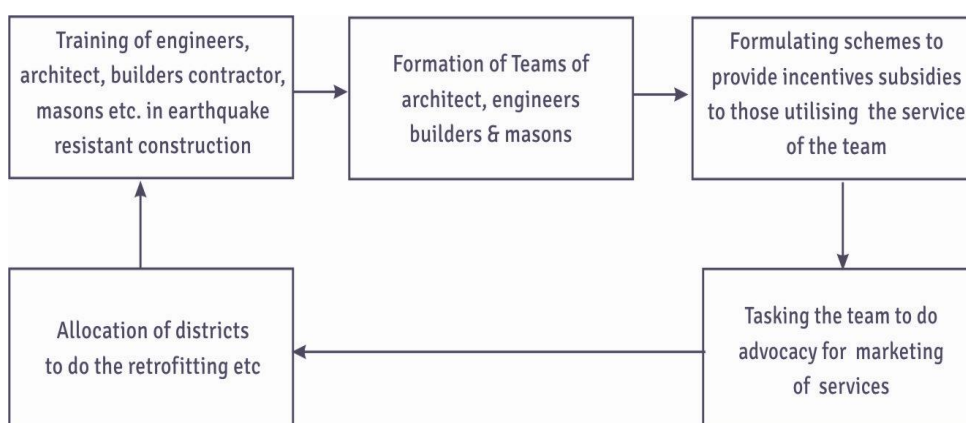 Training of engineers,
architect, builders contractor,
masons etc. in earthquake
resistant construction
Formation of Teams of
architect, engineers
builders & masons
Formulating schemes to
provide incentives subsidies
to those utilising the service
of the team
Tasking the team to do
advocacy for marketing
of services
Allocation of districts
to do the retrofitting etc